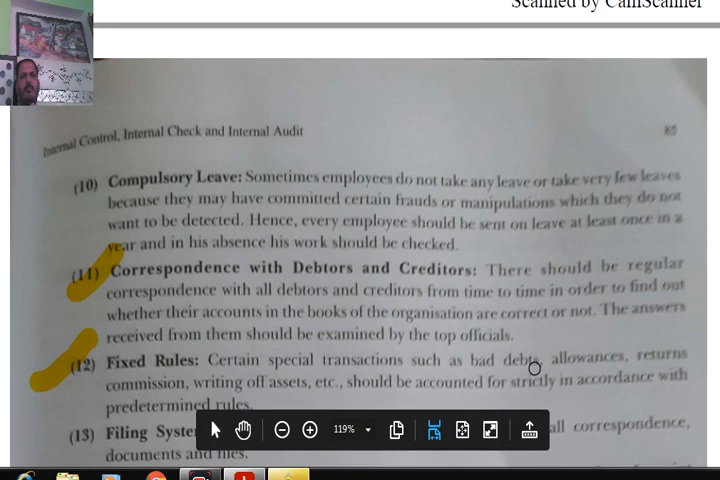 Scanned by CamScanner
Internal Control, Internal Check and Internal Audit 85
(10) Compulsory Leave: Sometimes employees do not take any leave or take very few leaves
because they may have committed certain frauds or manipulations which they do not
want to be detected. Hence, every employee should be sent on leave at least once in a
year and in his absence his work should be checked.
(11) Correspondence with Debtors and Creditors: There should be regular
correspondence with all debtors and creditors from time to time in order to find out
whether their accounts in the books of the organisation are correct or not. The answers
received from them should be examined by the top officials.
(12) Fixed Rules: Certain special transactions such as bad debts, allowances, returns
commission, writing off assets, etc., should be accounted for strictly in accordance with
predetermined rules.
(13) Filing System all correspondence,
documents and files.
119%